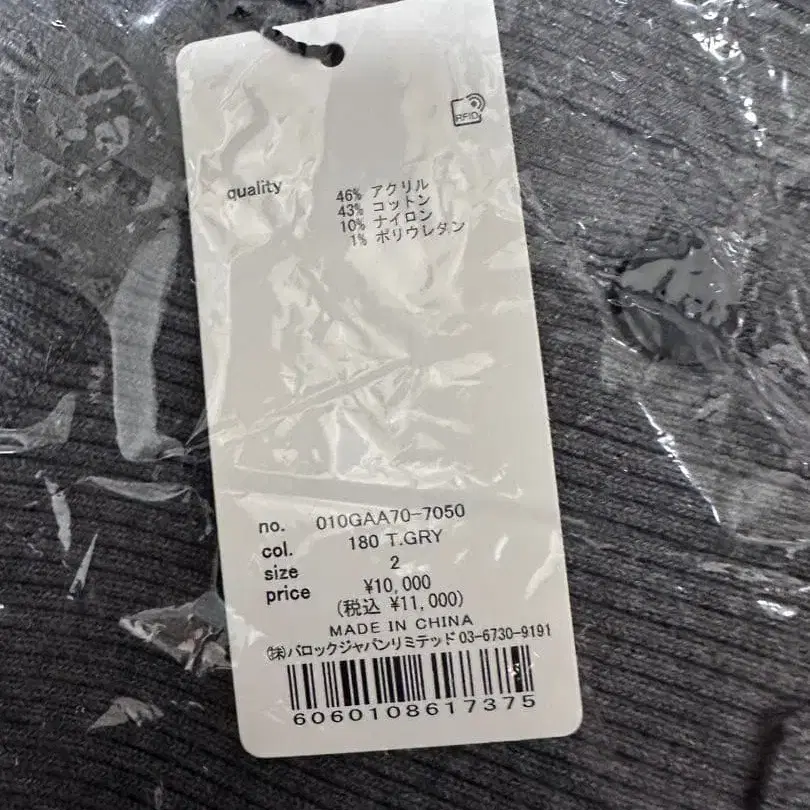 RFID
quality
46% アクリル
43% コットン
10% ナイロン
1% ポリウレタン
no. 010GAA70-7050
col. 180 T.GRY
size 2
price ¥10,000
(税込 ¥11,000)
MADE IN CHINA
㈱バロックジャパンリミテッド 03-6730-9191
6060108617375